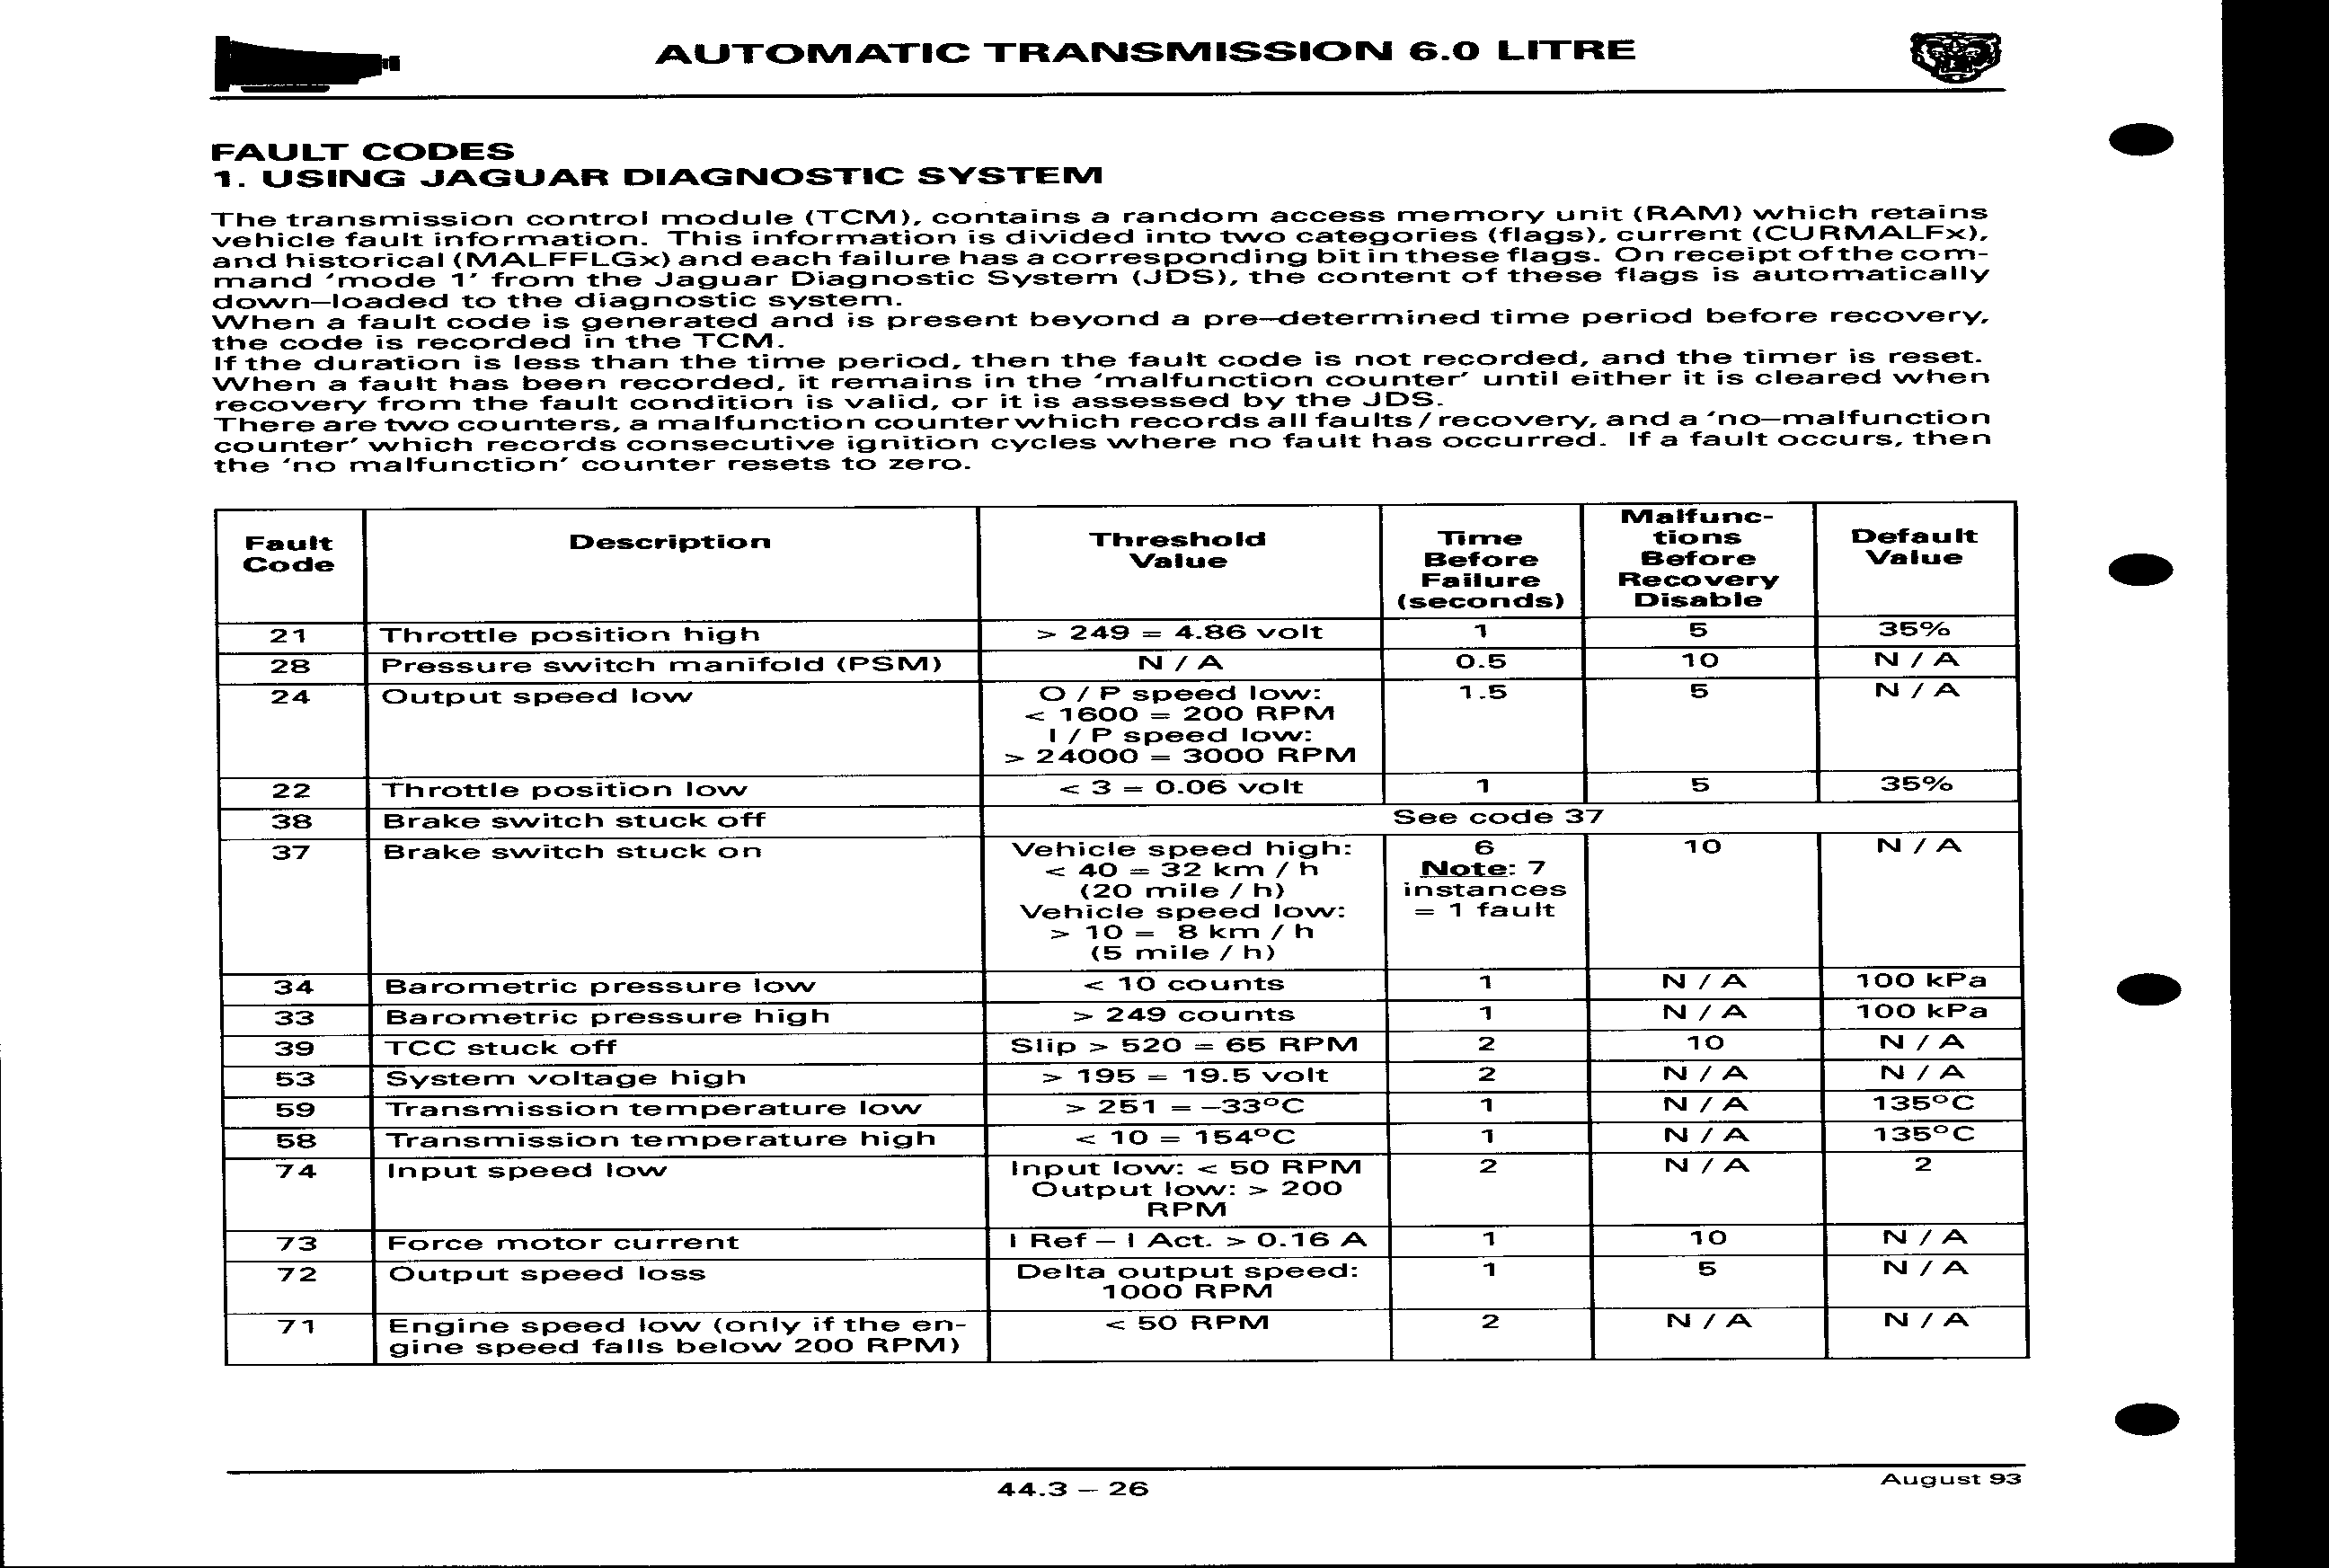 AUTOMATIC TRANSMISSION 6.0 LITRE
FAULT CODES
1. USING JAGUAR DIAGNOSTIC SYSTEM
The transmission control module (TCM), contains a random access memory unit (RAM) which retains
vehicle fault information. This information is divided into two categories (flags), current (CURMALFx),
and historical (MALFFLGx) and each failure has a corresponding bit in these flags. On receipt of the com-
mand ‘mode 1’ from the Jaguar Diagnostic System (JDS), the content of these flags is automatically
down–loaded to the diagnostic system.
When a fault code is generated and is present beyond a pre–determined time period before recovery,
the code is recorded in the TCM.
If the duration is less than the time period, then the fault code is not recorded, and the timer is reset.
When a fault has been recorded, it remains in the ‘malfunction counter’ until either it is cleared when
recovery from the fault condition is valid, or it is assessed by the JDS.
There are two counters, a malfunction counter which records all faults / recovery, and a ‘no–malfunction
counter’ which records consecutive ignition cycles where no fault has occurred. If a fault occurs, then
the ‘no malfunction’ counter resets to zero.
Fault Code | Description | Threshold Value | Time Before Failure (seconds) | Malfunc-tions Before Recovery Disable | Default Value
21 Throttle position high > 249 = 4.86 volt 1 5 35%
28 Pressure switch manifold (PSM) N / A 0.5 10 N / A
24 Output speed low O / P speed low: 1.5 5 N / A
< 1600 = 200 RPM
I / P speed low:
> 24000 = 3000 RPM
22 Throttle position low < 3 = 0.06 volt 1 5 35%
38 Brake switch stuck off See code 37
37 Brake switch stuck on Vehicle speed high: 6 10 N / A
< 40 = 32 km / h Note: 7
(20 mile / h) instances
Vehicle speed low: = 1 fault
> 10 = 8 km / h
(5 mile / h)
34 Barometric pressure low < 10 counts 1 N / A 100 kPa
33 Barometric pressure high > 249 counts 1 N / A 100 kPa
39 TCC stuck off Slip > 520 = 65 RPM 2 10 N / A
53 System voltage high > 195 = 19.5 volt 2 N / A N / A
59 Transmission temperature low > 251 = –33°C 1 N / A 135°C
58 Transmission temperature high < 10 = 154°C 1 N / A 135°C
74 Input speed low Input low: < 50 RPM 2 N / A 2
Output low: > 200
RPM
73 Force motor current I Ref – I Act. > 0.16 A 1 10 N / A
72 Output speed loss Delta output speed: 1 5 N / A
1000 RPM
71 Engine speed low (only if the en- < 50 RPM 2 N / A N / A
gine speed falls below 200 RPM)
44.3 – 26
August 93